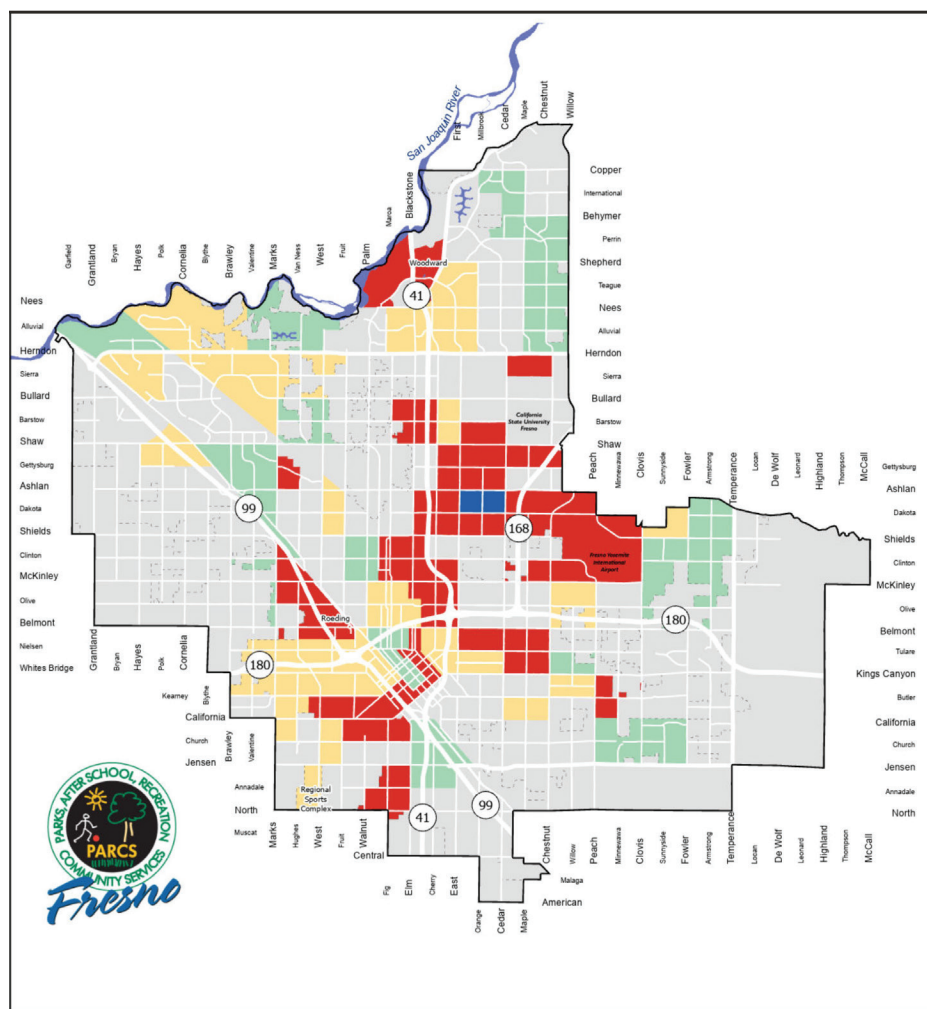 San Joaquin River
Maroa
Blackstone
First
Millbrook
Cedar
Maple
Chestnut
Willow
Copper
International
Behymer
Perrin
Shepherd
Teague
Nees
Alluvial
Herndon
Sierra
Bullard
Barstow
Shaw
Garfield
Grantland
Bryan
Hayes
Polk
Cornelia
Blythe
Brawley
Valentine
Marks
Van Ness
West
Fruit
Palm
Woodward
41
Nees
Alluvial
Herndon
Sierra
Bullard
Barstow
Shaw
Gettysburg
Ashlan
Dakota
Shields
Clinton
McKinley
Olive
Belmont
Nielsen
Whites Bridge
California
State University
Fresno
Peach
Minnewawa
Clovis
Sunnyside
Fowler
Armstrong
Temperance
Locan
De Wolf
Leonard
Highland
Thompson
McCall
Gettysburg
Ashlan
Dakota
Shields
Clinton
McKinley
Olive
Belmont
Tulare
Kings Canyon
Butler
California
Church
Jensen
Annadale
North
99
168
Fresno Yosemite
International
Airport
Roeding
180
180
Grantland
Bryan
Hayes
Polk
Cornelia
Kearney
Blythe
California
Church
Brawley
Valentine
Jensen
Annadale
North
Muscat
Regional
Sports
Complex
41
99
Marks
Hughes
West
Fruit
Walnut
Central
Fig
Elm
Cherry
East
Orange
Cedar
Maple
American
Malaga
Chestnut
Willow
Peach
Minnewawa
Clovis
Sunnyside
Fowler
Armstrong
Temperance
Locan
De Wolf
Leonard
Highland
Thompson
McCall
PARKS, AFTER SCHOOL, RECREATION
COMMUNITY SERVICES
PARCS
Fresno